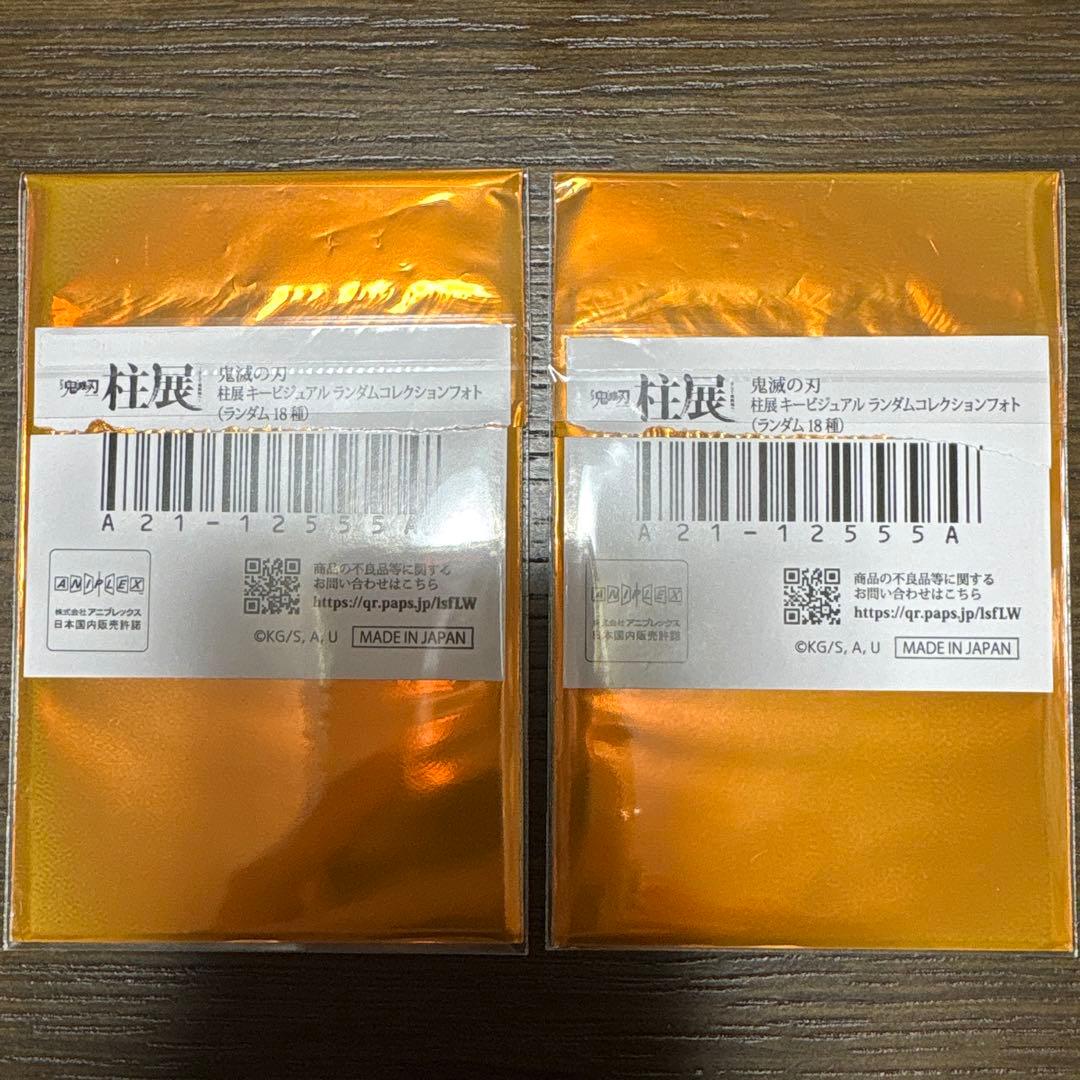 鬼滅の刃
柱展
鬼滅の刃
柱展 キービジュアル ランダムコレクションフォト
(ランダム 18 種)
A21-12555A
ANIPLEX
株式会社 アニプレックス
日本国内販売許諾
商品の不良品等に関する
お問い合わせはこちら
https://qr.paps.jp/lsfLW
©KG/S, A, U
MADE IN JAPAN
鬼滅の刃
柱展
鬼滅の刃
柱展 キービジュアル ランダムコレクションフォト
(ランダム 18 種)
A21-12555A
ANIPLEX
株式会社 アニプレックス
日本国内販売許諾
商品の不良品等に関する
お問い合わせはこちら
https://qr.paps.jp/lsfLW
©KG/S, A, U
MADE IN JAPAN